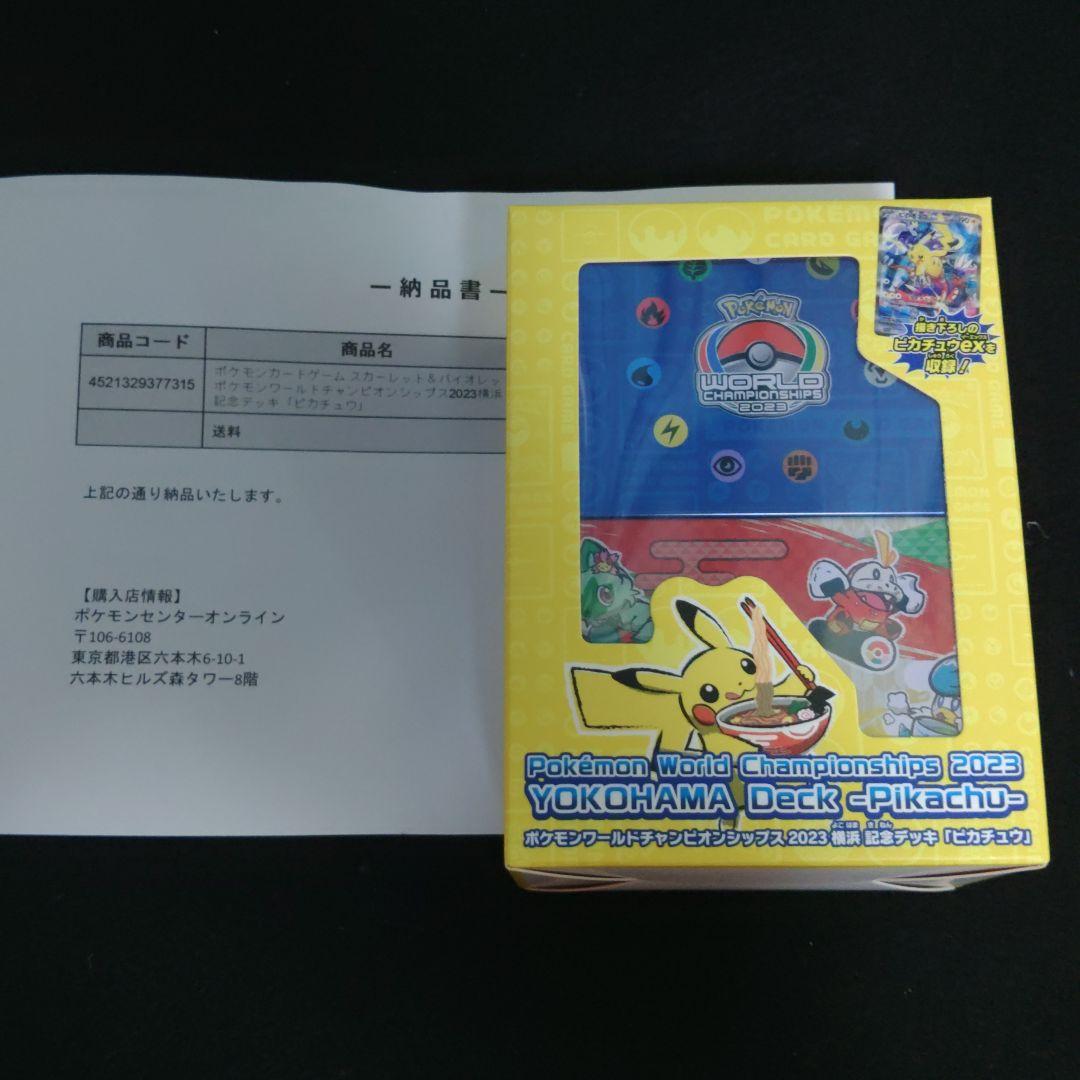 ー納品書ー
商品コード
商品名
4521329377315
ポケモンカードゲーム スカーレット＆バイオレッ
ポケモンワールドチャンピオンシップス2023横浜
記念デッキ「ピカチュウ」
送料
上記の通り納品いたします。
【購入店情報】
ポケモンセンターオンライン
〒106-6108
東京都港区六本木6-10-1
六本木ヒルズ森タワー8階
POKÉMON
CARD GA
描き下ろしの
ピカチュウexを
収録！
POKÉMON
WORLD
CHAMPIONSHIPS
2023
Pokémon World Championships 2023
YOKOHAMA Deck -Pikachu-
ポケモンワールドチャンピオンシップス2023 横浜 記念デッキ「ピカチュウ」